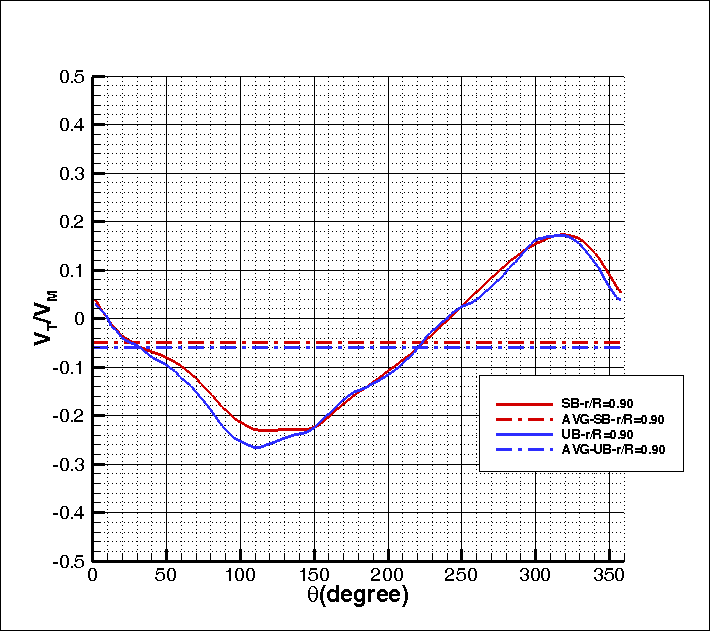 0.5
0.4
0.3
0.2
0.1
0
-0.1
-0.2
-0.3
-0.4
-0.5
V_T/V_M
0 50 100 150 200 250 300 350
θ(degree)
SB-r/R=0.90
AVG-SB-r/R=0.90
UB-r/R=0.90
AVG-UB-r/R=0.90